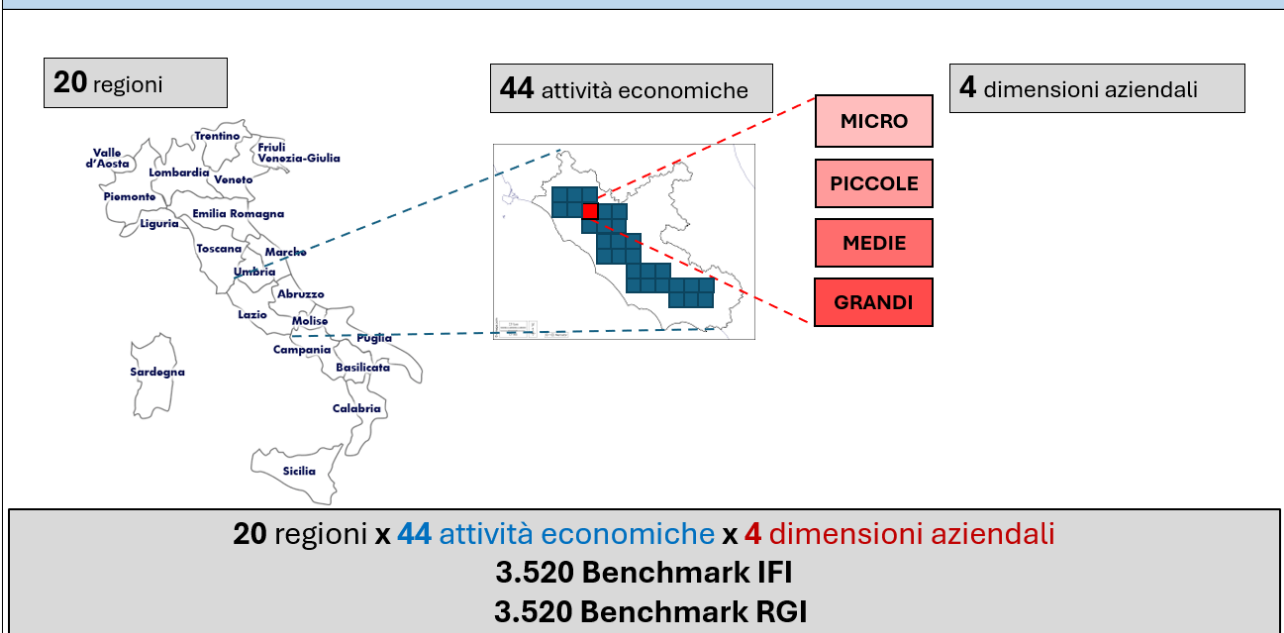 20 regioni
44 attività economiche
4 dimensioni aziendali
MICRO
PICCOLE
MEDIE
GRANDI
Trentino
Friuli
Venezia-Giulia
Valle
d'Aosta
Lombardia
Veneto
Piemonte
Emilia Romagna
Liguria
Toscana
Marche
Umbria
Abruzzo
Lazio
Molise
Puglia
Campania
Basilicata
Sardegna
Calabria
Sicilia
20 regioni x 44 attività economiche x 4 dimensioni aziendali
3.520 Benchmark IFI
3.520 Benchmark RGI